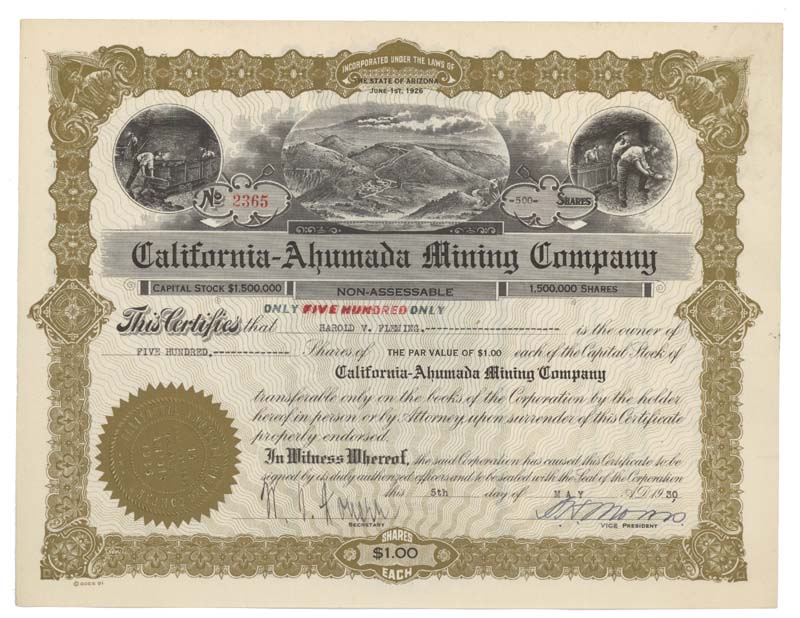 INCORPORATED UNDER THE LAWS OF
THE STATE OF ARIZONA
JUNE 1ST, 1926
No 2365
-500- SHARES
California-Ahumada Mining Company
CAPITAL STOCK $1,500,000 NON-ASSESSABLE 1,500,000 SHARES
ONLY FIVE HUNDRED ONLY
This Certifies that HAROLD V. FLEMING. is the owner of
FIVE HUNDRED. Shares of THE PAR VALUE OF $1.00 each of the Capital Stock of
California-Ahumada Mining Company
transferable only on the books of the Corporation by the holder
hereof in person or by Attorney, upon surrender of this Certificate
properly endorsed.
In Witness Whereof, the said Corporation has caused this Certificate to be
signed by its duly authorized officers and to be sealed with the Seal of the Corporation
this 5th day of MAY A.D. 1930
SECRETARY VICE PRESIDENT
SHARES
$1.00
EACH
© GOES 91